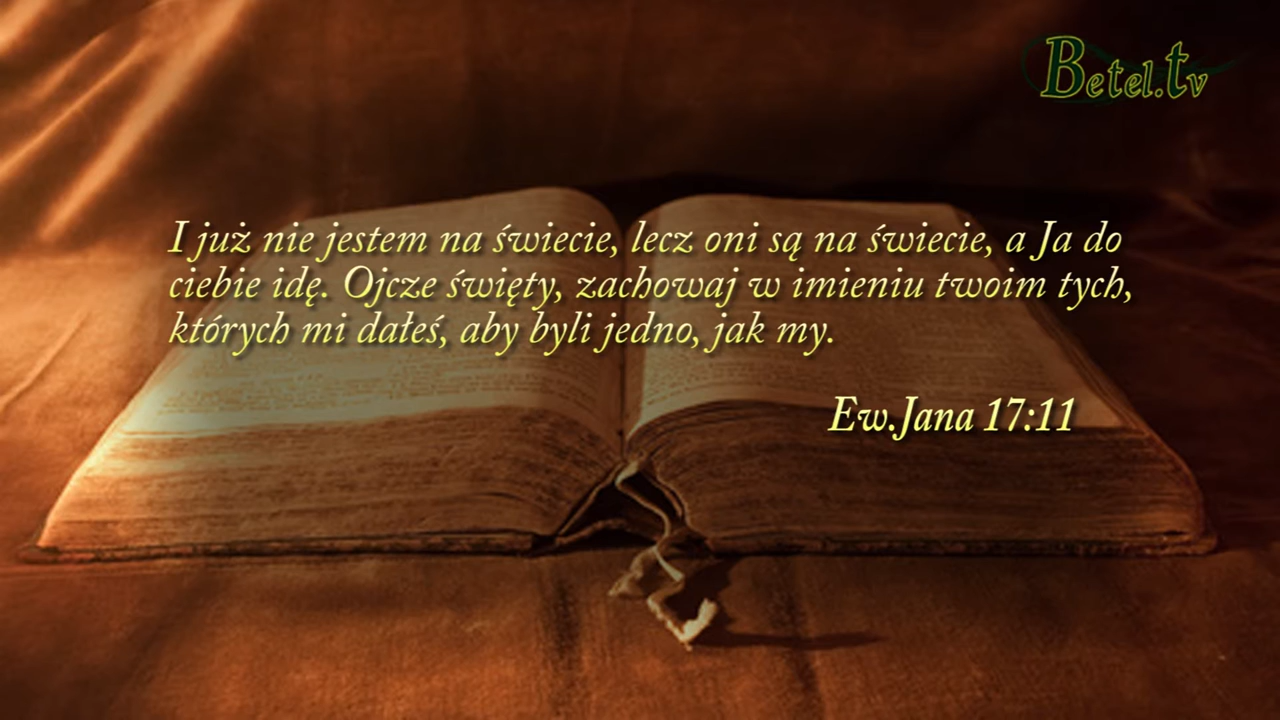 Betel.tv
I już nie jestem na świecie, lecz oni są na świecie, a Ja do
ciebie idę. Ojcze święty, zachowaj w imieniu twoim tych,
których mi dałeś, aby byli jedno, jak my.
Ew.Jana 17:11